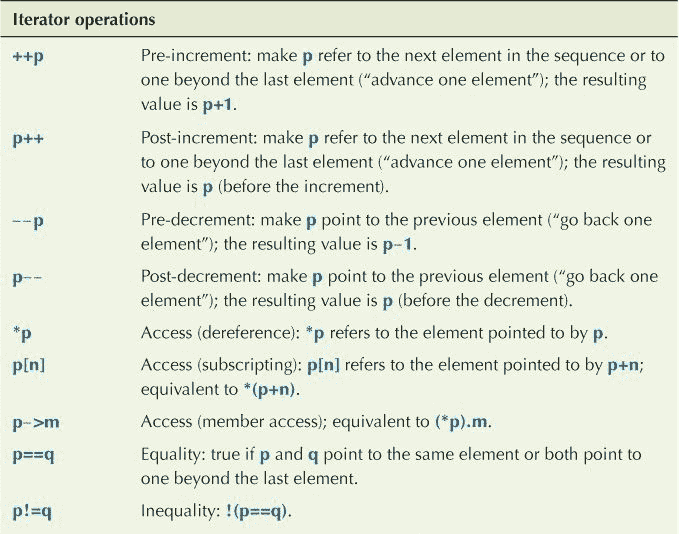 Iterator operations
++p Pre-increment: make p refer to the next element in the sequence or to
one beyond the last element (“advance one element”); the resulting
value is p+1.
p++ Post-increment: make p refer to the next element in the sequence or
to one beyond the last element (“advance one element”); the resulting
value is p (before the increment).
−−p Pre-decrement: make p point to the previous element (“go back one
element”); the resulting value is p−1.
p−− Post-decrement: make p point to the previous element (“go back one
element”); the resulting value is p (before the decrement).
*p Access (dereference): *p refers to the element pointed to by p.
p[n] Access (subscripting): p[n] refers to the element pointed to by p+n;
equivalent to *(p+n).
p−>m Access (member access); equivalent to (*p).m.
p==q Equality: true if p and q point to the same element or both point to
one beyond the last element.
p!=q Inequality: !(p==q).